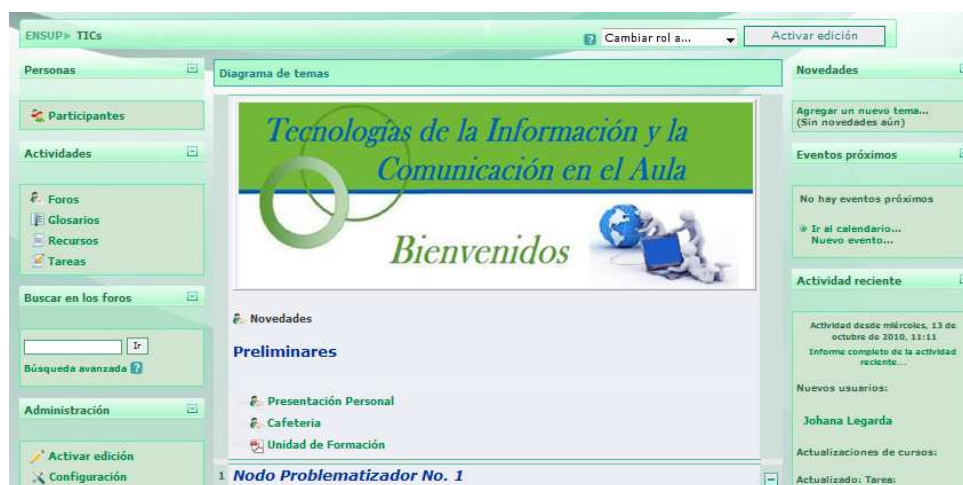 ENSUP▶ TICs
Cambiar rol a...
Activar edición
Personas
Participantes
Actividades
Foros
Glosarios
Recursos
Tareas
Buscar en los foros
Ir
Búsqueda avanzada ?
Administración
Activar edición
Configuración
Diagrama de temas
Tecnologías de la Información y la
Comunicación en el Aula
Bienvenidos
Novedades
Preliminares
Presentación Personal
Cafeteria
Unidad de Formación
1 Nodo Problematizador No. 1
Novedades
Agregar un nuevo tema...
(Sin novedades aún)
Eventos próximos
No hay eventos próximos
Ir al calendario...
Nuevo evento...
Actividad reciente
Actividad desde miércoles, 13 de
octubre de 2010, 11:11
Informe completo de la actividad
reciente...
Nuevos usuarios:
Johana Legarda
Actualizaciones de cursos:
Actualizado: Tarea: